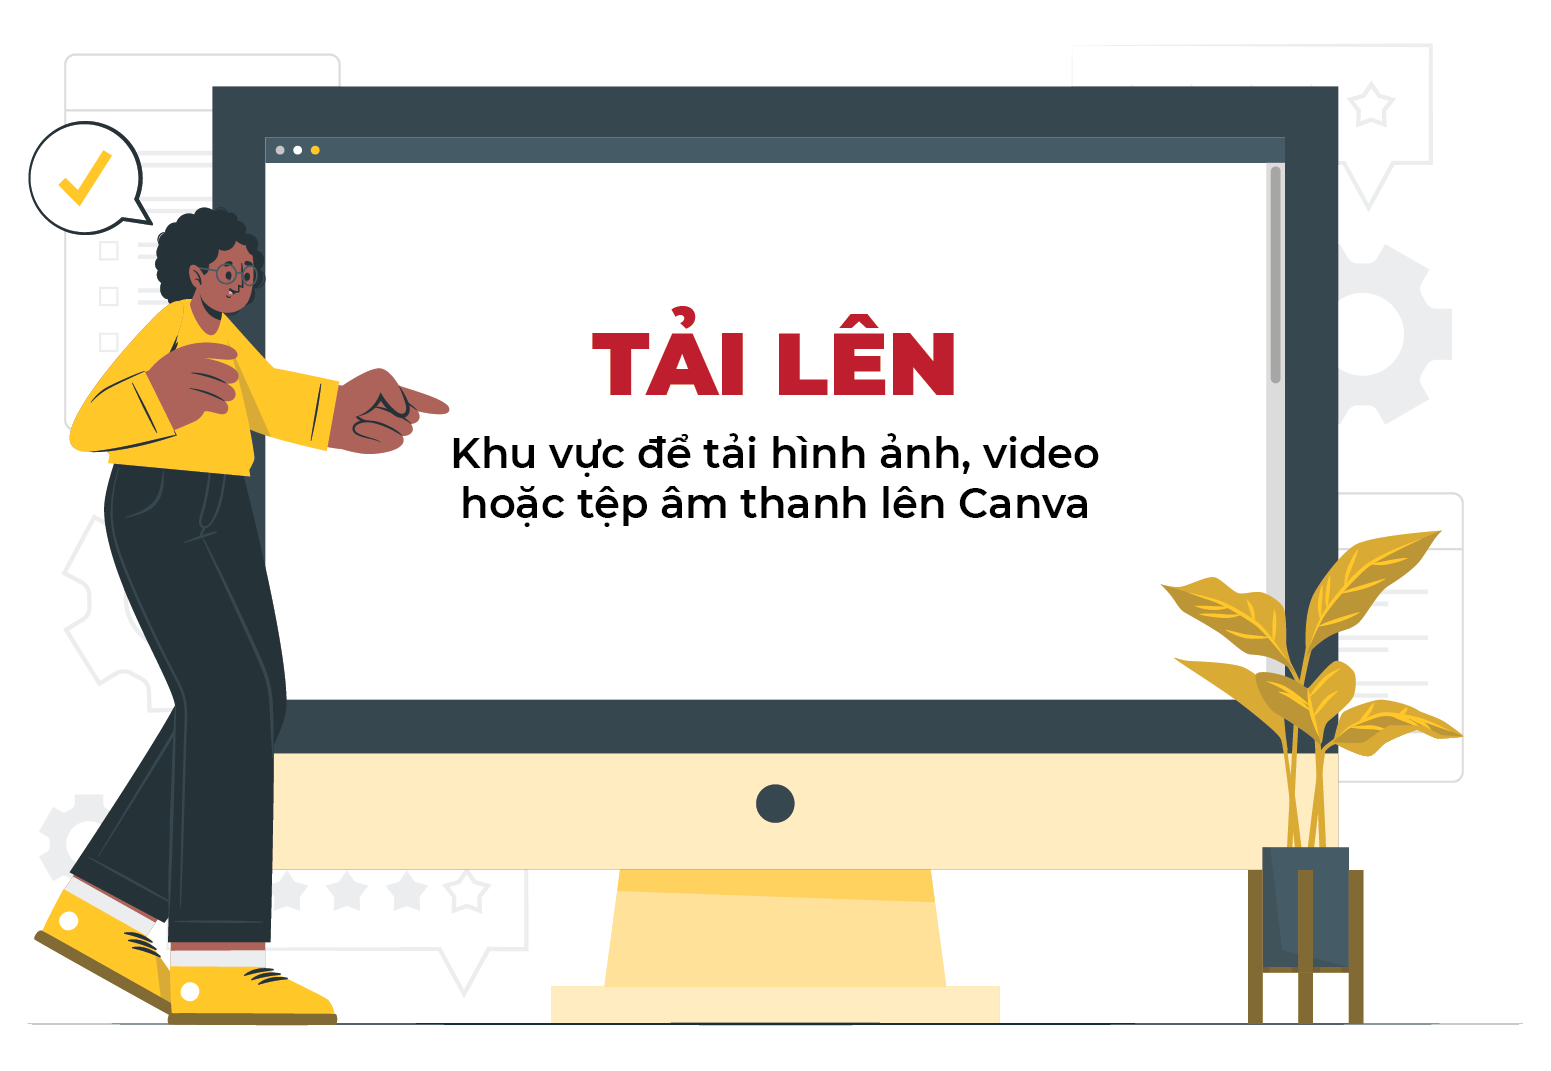 TẢI LÊN
Khu vực để tải hình ảnh, video
hoặc tệp âm thanh lên Canva